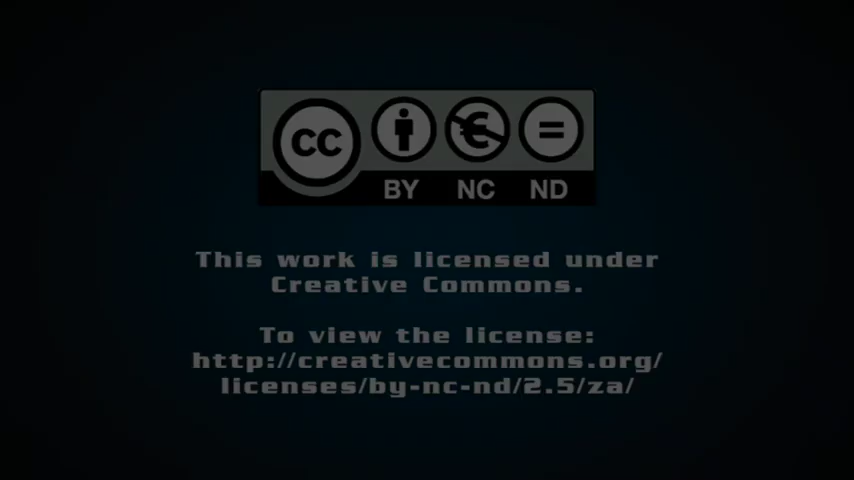 CC
BY NC ND
This work is licensed under
Creative Commons.
To view the license:
http://creativecommons.org/
licenses/by-nc-nd/2.5/za/